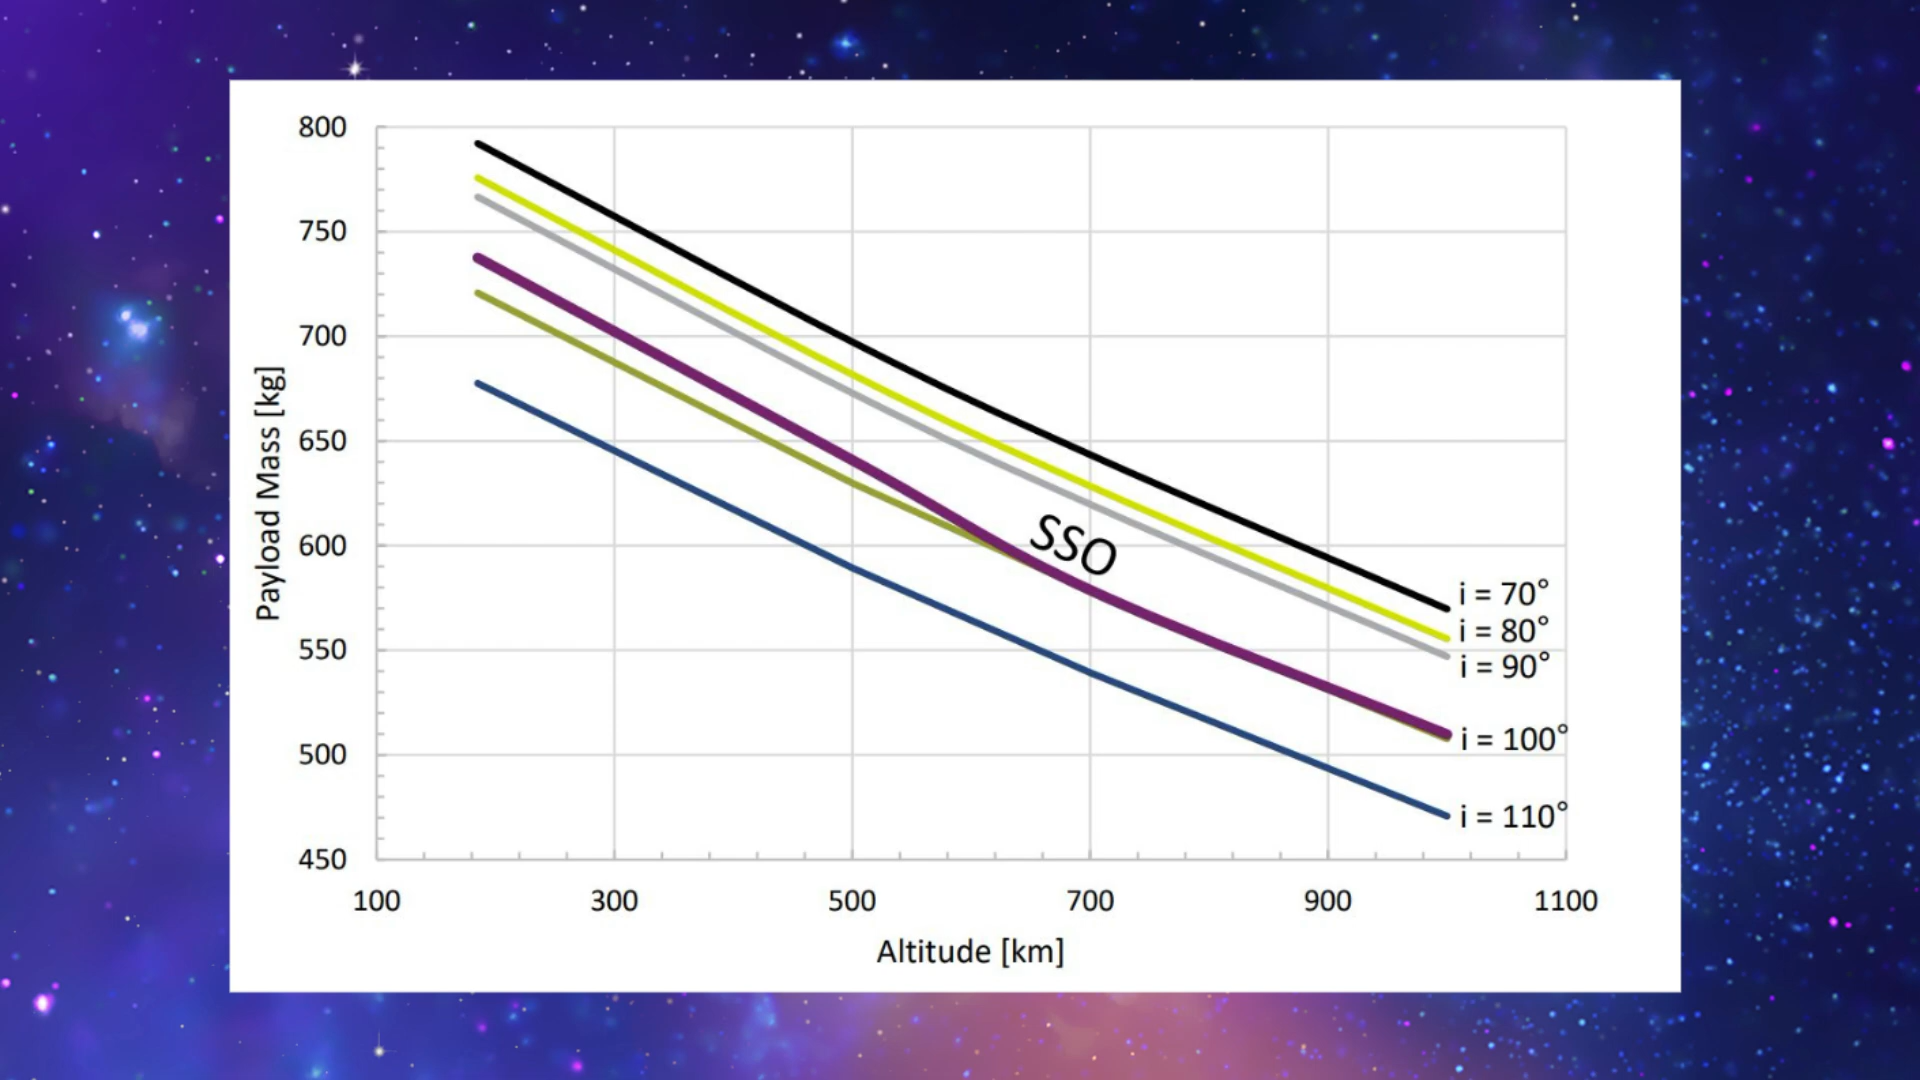 800
750
700
650
600
550
500
450
Payload Mass [kg]
SSO
i = 70°
i = 80°
i = 90°
i = 100°
i = 110°
100 300 500 700 900 1100
Altitude [km]